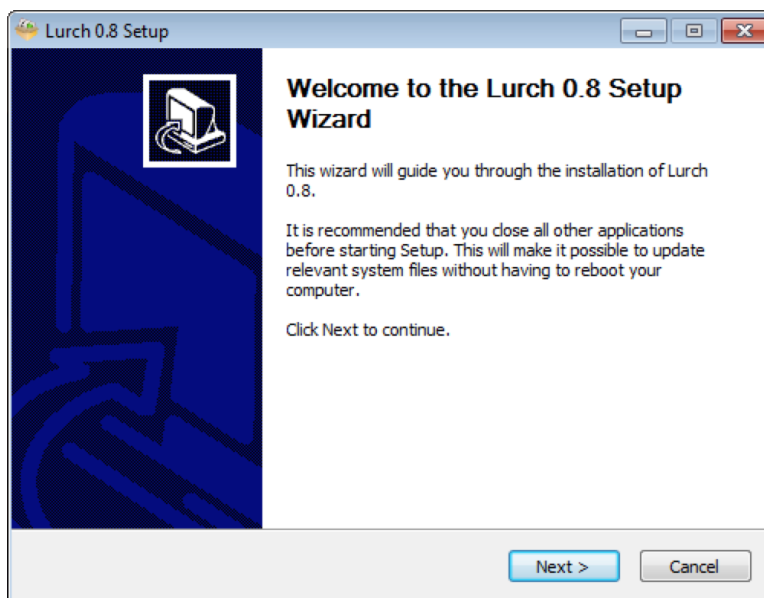 Lurch 0.8 Setup
Welcome to the Lurch 0.8 Setup
Wizard
This wizard will guide you through the installation of Lurch
0.8.
It is recommended that you close all other applications
before starting Setup. This will make it possible to update
relevant system files without having to reboot your
computer.
Click Next to continue.
Next >
Cancel